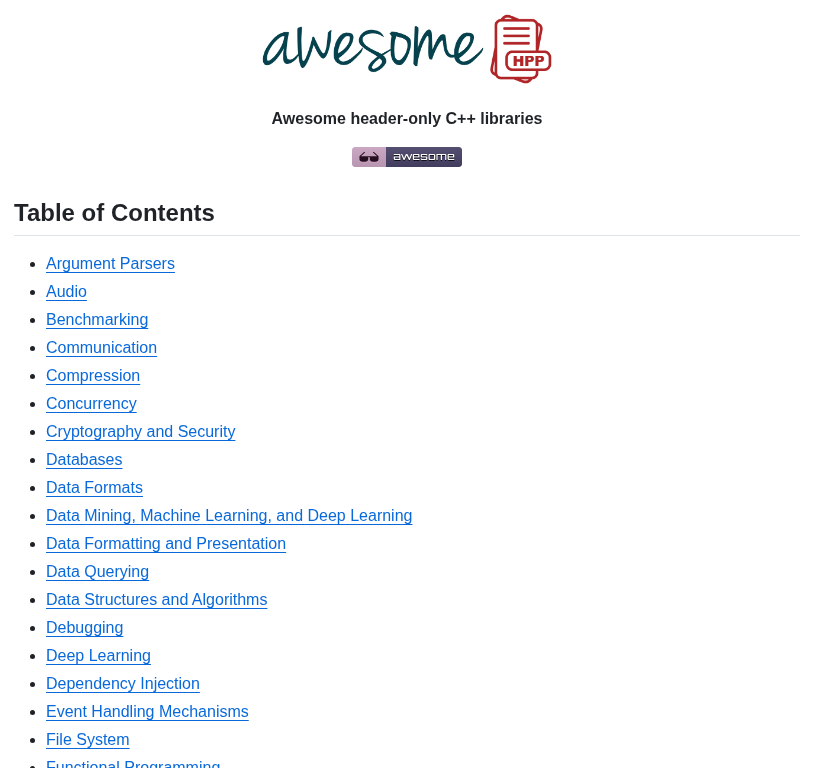 awesome HPP
Awesome header-only C++ libraries
awesome
Table of Contents
Argument Parsers
Audio
Benchmarking
Communication
Compression
Concurrency
Cryptography and Security
Databases
Data Formats
Data Mining, Machine Learning, and Deep Learning
Data Formatting and Presentation
Data Querying
Data Structures and Algorithms
Debugging
Deep Learning
Dependency Injection
Event Handling Mechanisms
File System
Functional Programming